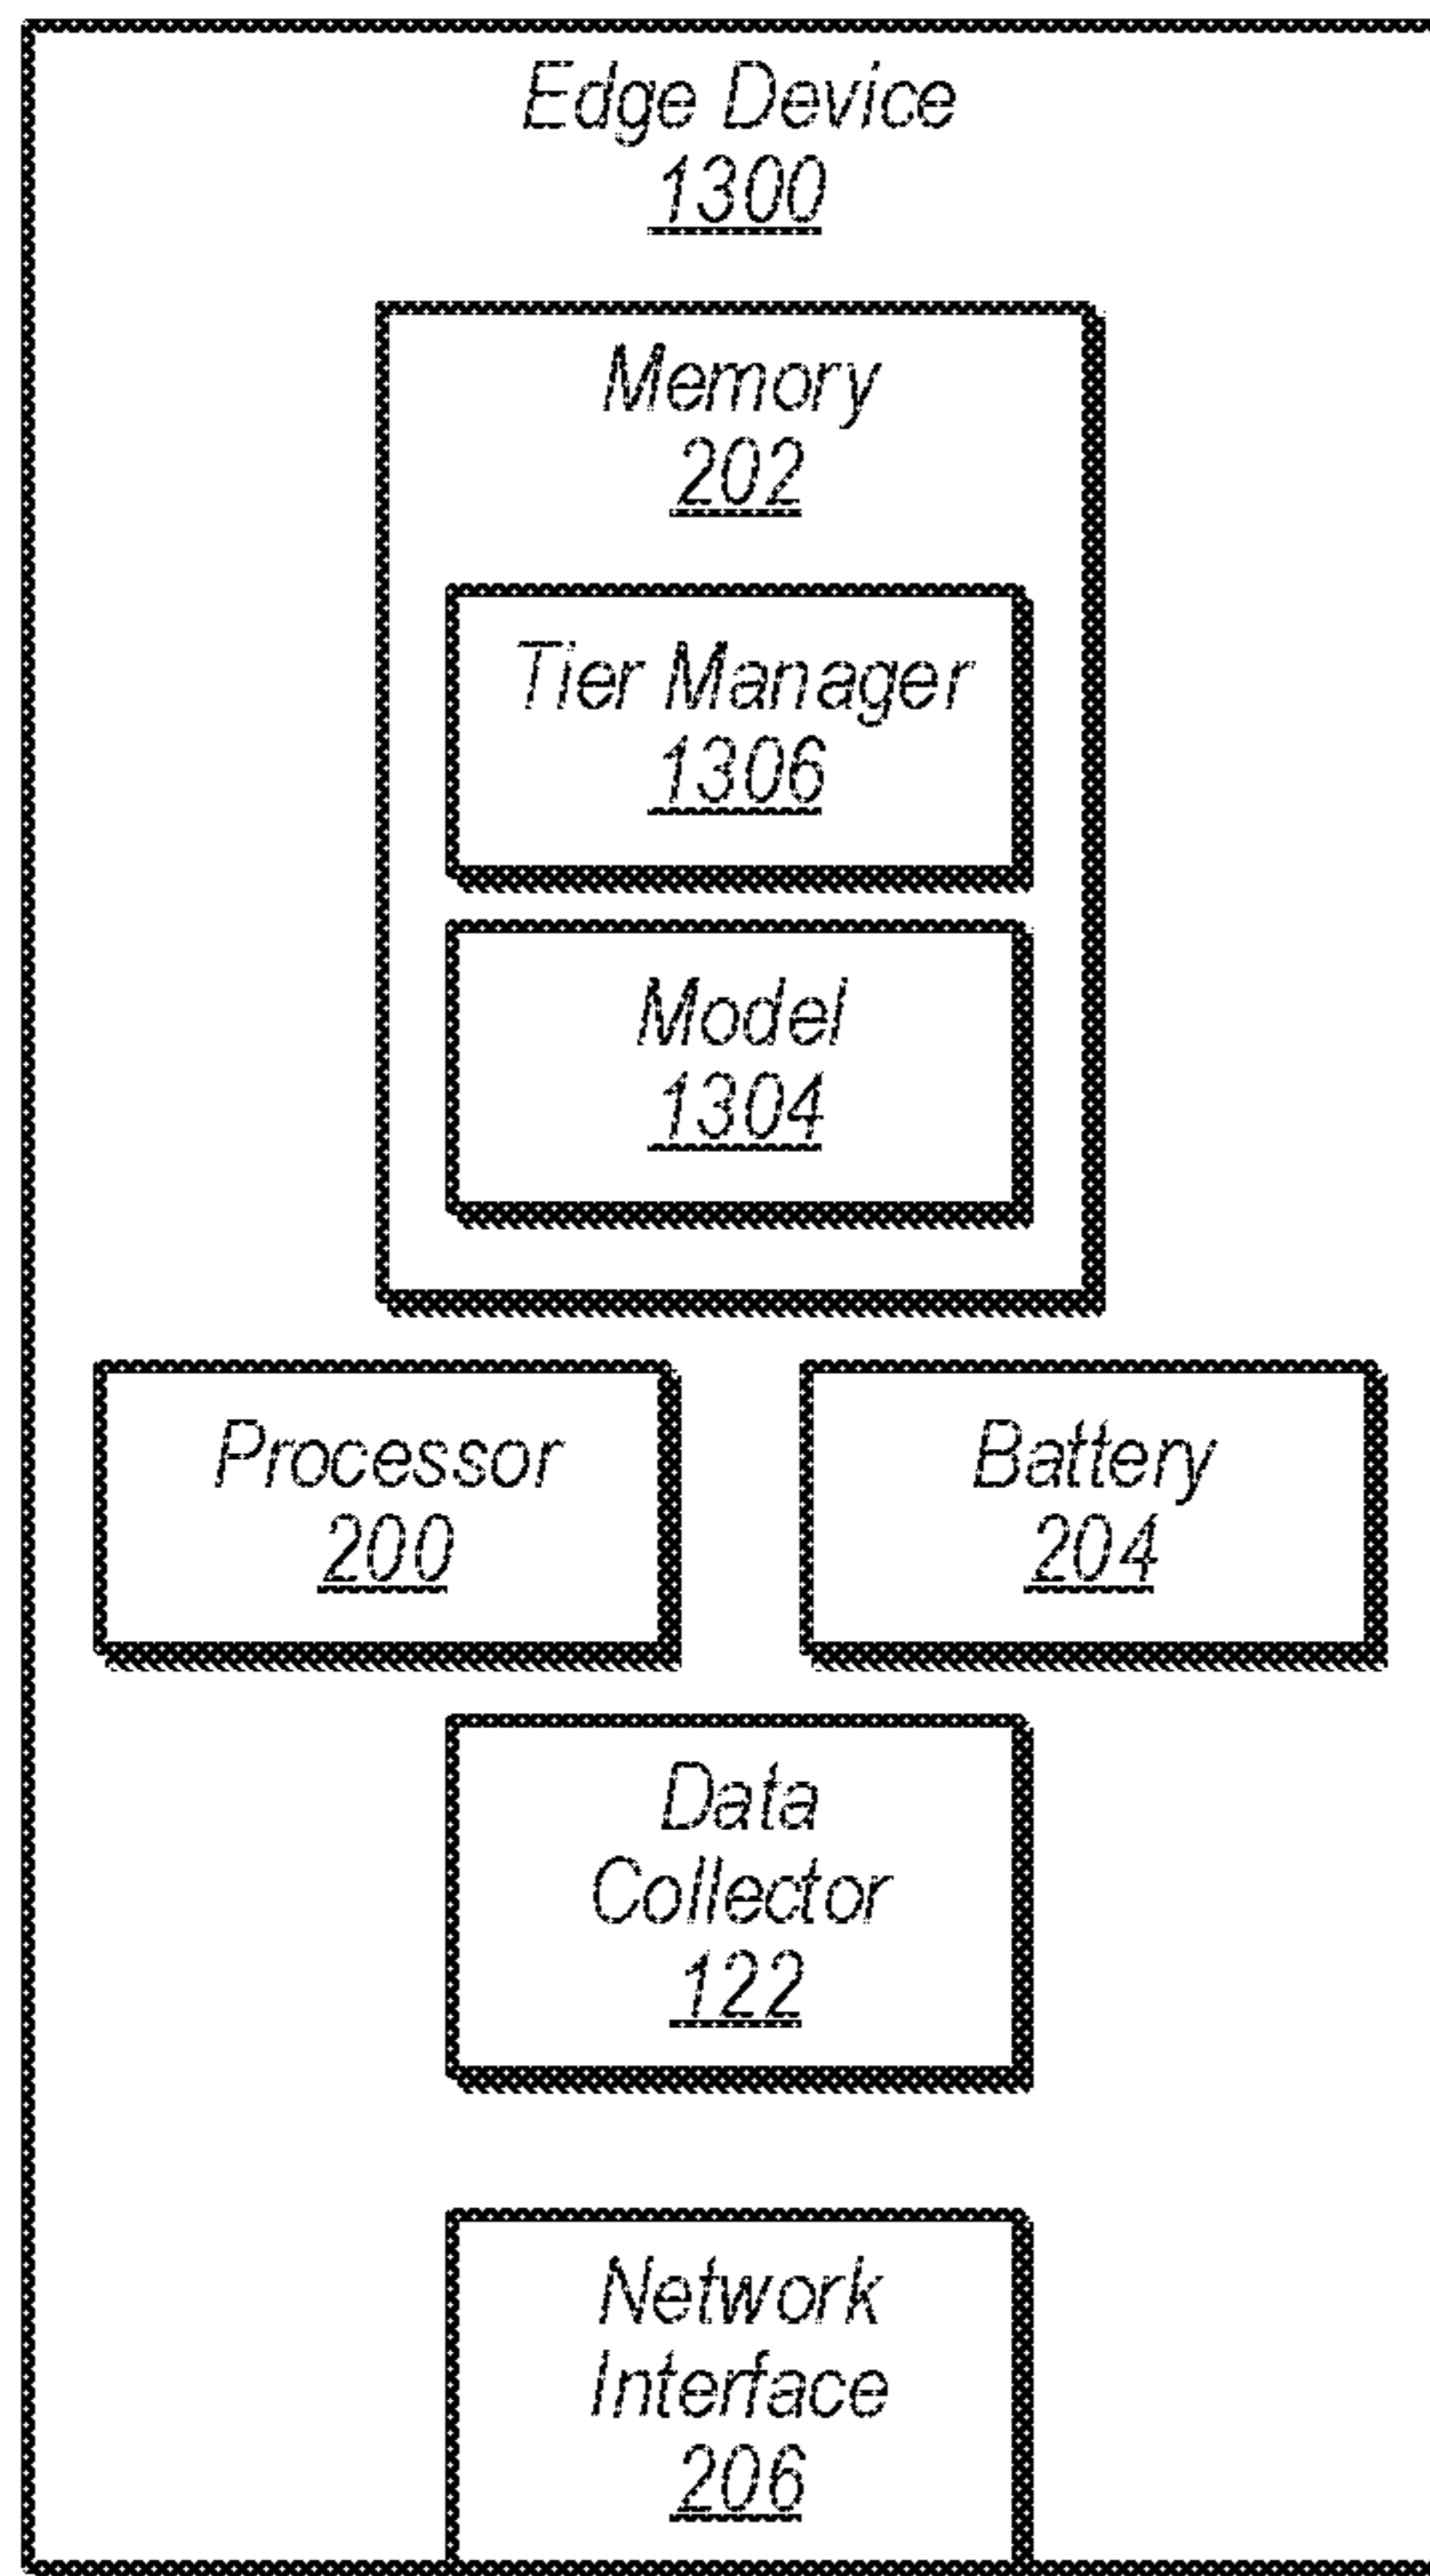 Edge Device
1300
Memory
202
Tier Manager
1306
Model
1304
Processor
200
Battery
204
Data
Collector
122
Network
Interface
206